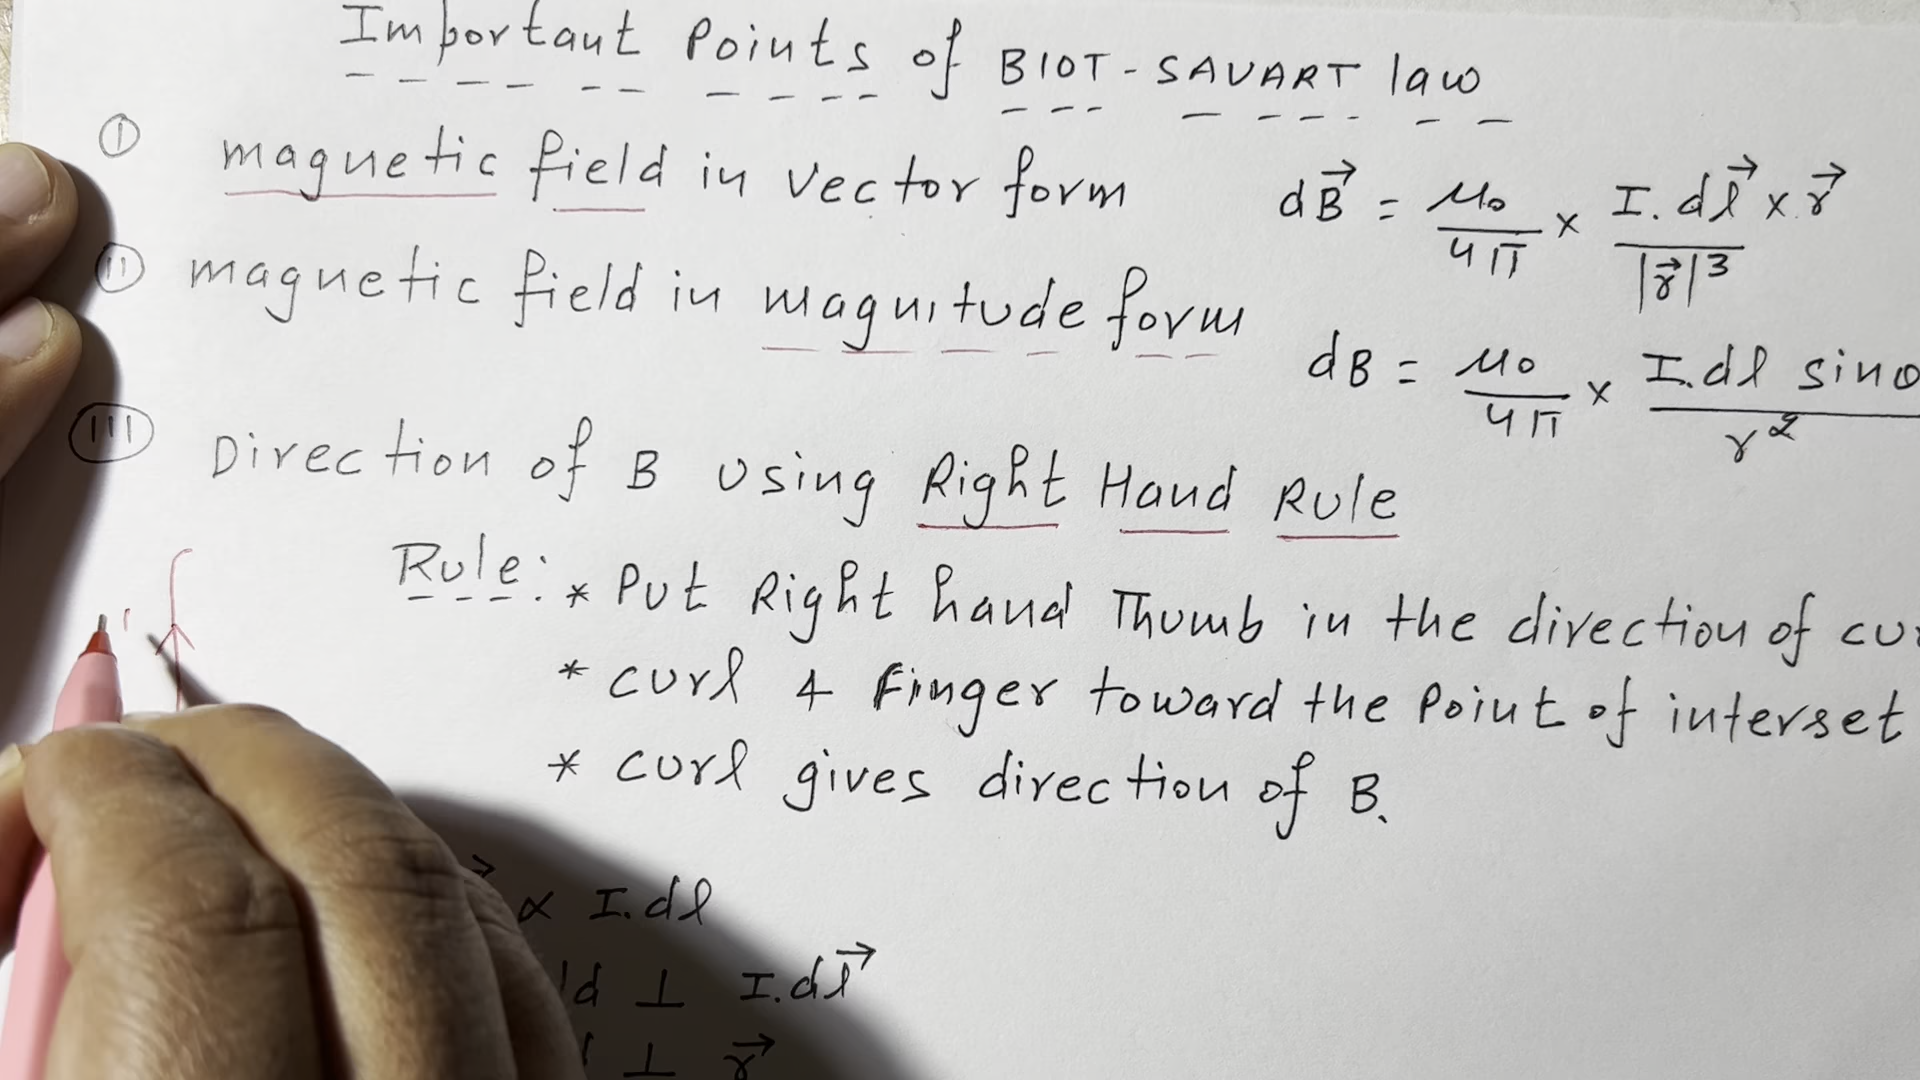 Important Points of BIOT-SAVART law
① magnetic field in vector form dB⃗ = μ₀/4π × I.dl⃗ × r⃗ / |r⃗|³
② magnetic field in magnitude form dB = μ₀/4π × I.dl sinθ / r²
③ Direction of B using Right Hand Rule
Rule: * Put Right hand Thumb in the direction of
* curl 4 Finger toward the Point of interset
* curl gives direction of B.
∝ I.dl
⊥ I.dl⃗
⊥ r⃗